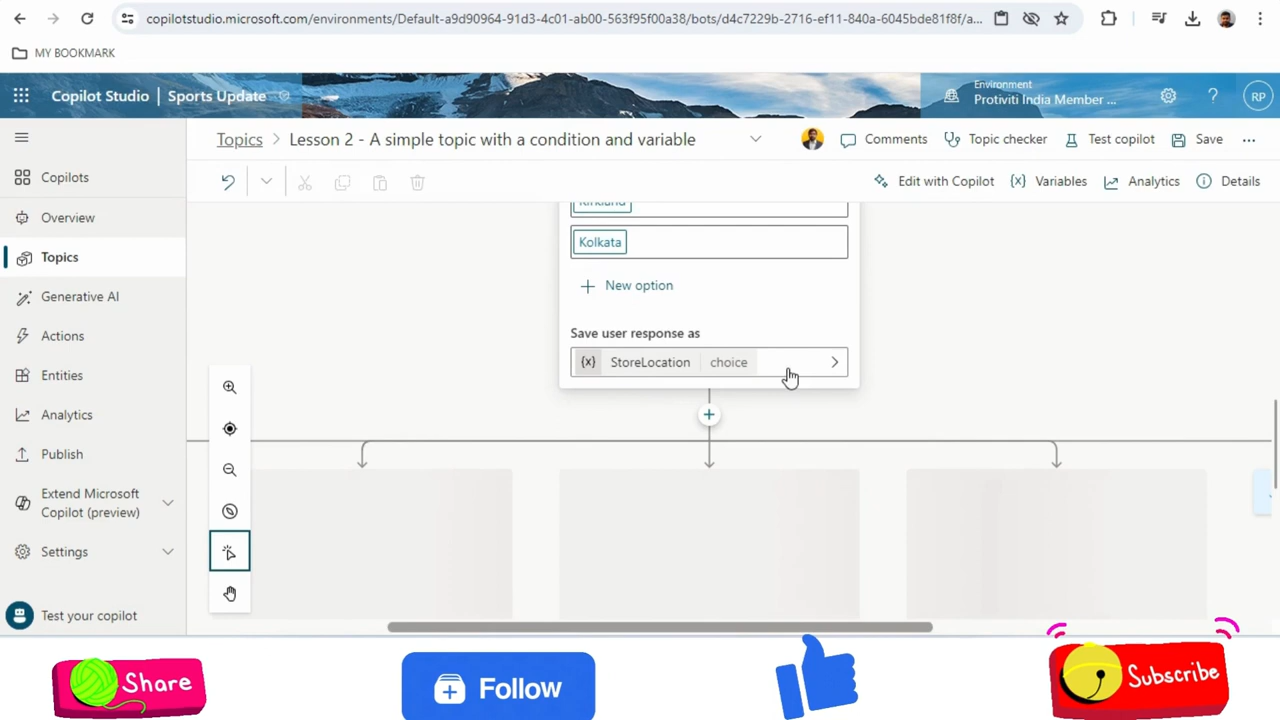 copilotstudio.microsoft.com/environments/Default-a9d90964-91d3-4c01-ab00-563f95f00a38/bots/d4c7229b-2716-ef11-840a-6045bde81f8f/a...
MY BOOKMARK
Copilot Studio | Sports Update
Environment
Protiviti India Member ...
RP
Topics > Lesson 2 - A simple topic with a condition and variable
Comments
Topic checker
Test copilot
Save
Edit with Copilot
{x} Variables
Analytics
Details
Copilots
Overview
Topics
Generative AI
Actions
Entities
Analytics
Publish
Extend Microsoft
Copilot (preview)
Settings
Test your copilot
Kirkland
Kolkata
New option
Save user response as
{x} StoreLocation choice
Share
Follow
Subscribe